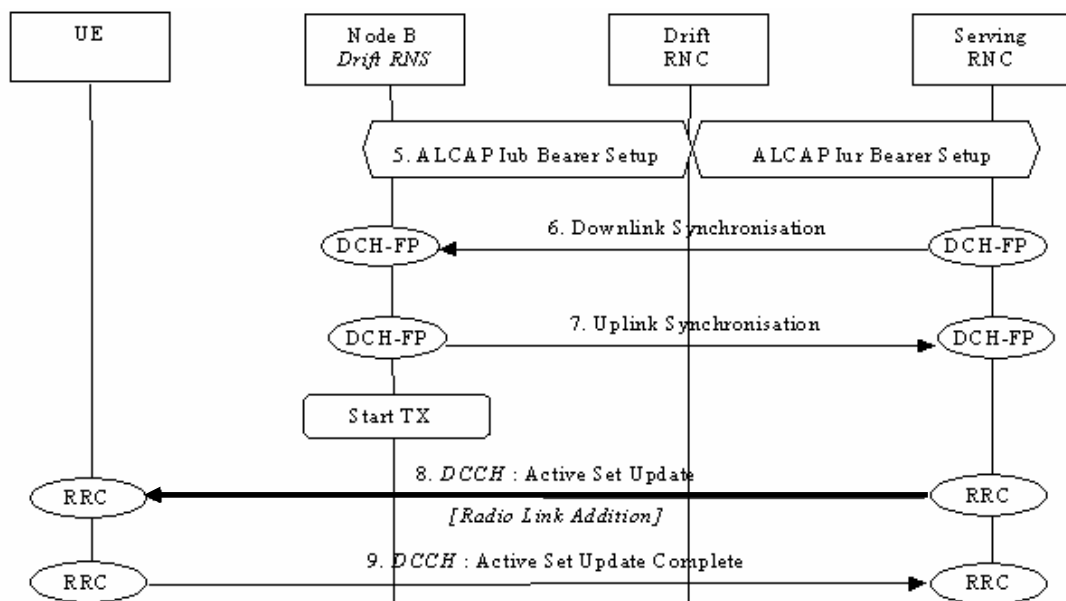 UE
Node B
Drift RNS
Drift
RNC
Serving
RNC
5. ALCAP Iub Bearer Setup
ALCAP Iur Bearer Setup
6. Downlink Synchronisation
DCH-FP
DCH-FP
7. Uplink Synchronisation
DCH-FP
DCH-FP
Start TX
8. DCCH : Active Set Update
RRC
RRC
[Radio Link Addition]
9. DCCH : Active Set Update Complete
RRC
RRC